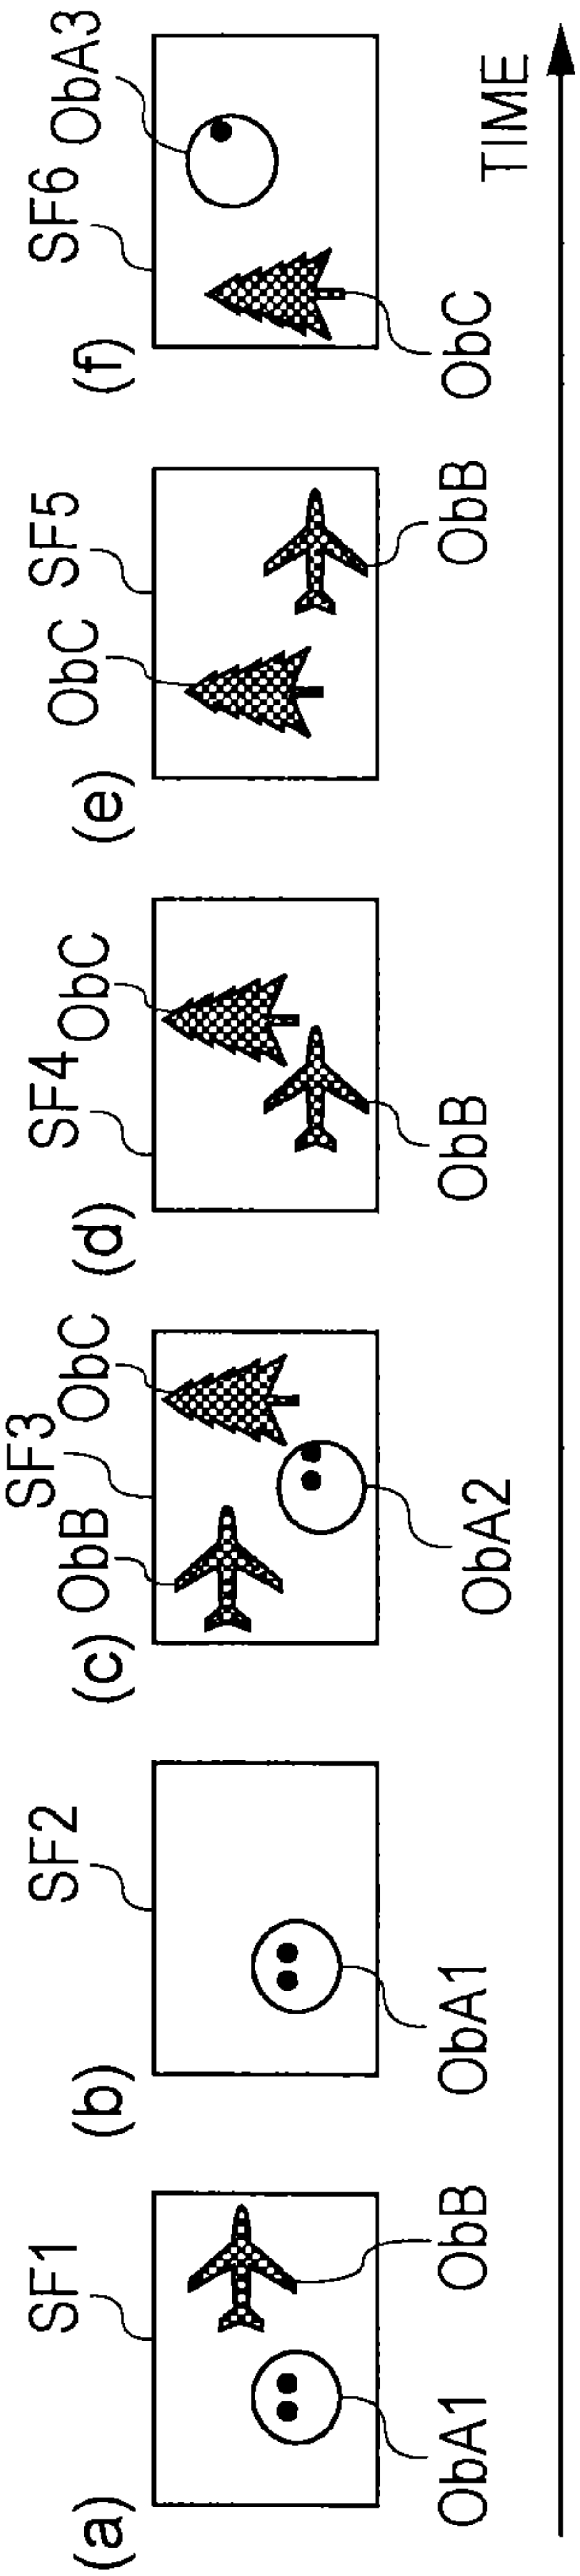 (a)
SF1
ObA1
ObB
(b)
SF2
ObA1
(c)
SF3
ObB
ObC
ObA2
(d)
SF4
ObC
ObB
(e)
SF5
ObC
ObB
(f)
SF6
ObA3
ObC
TIME